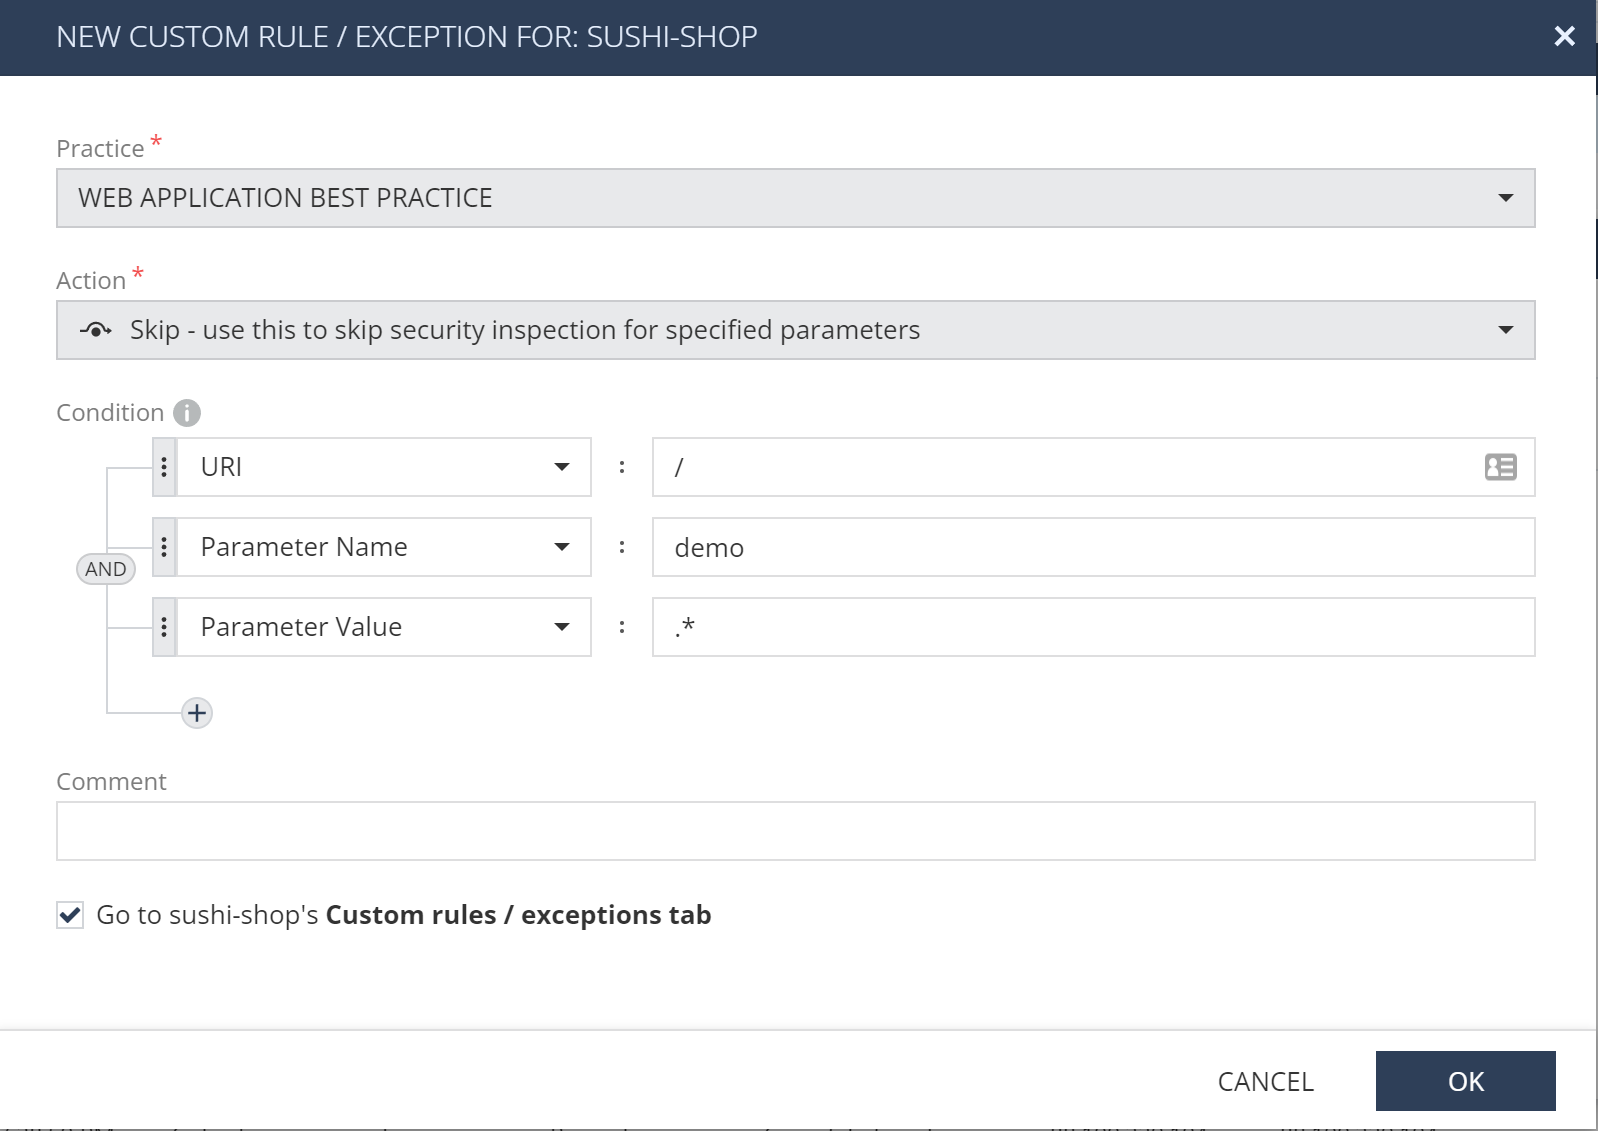 NEW CUSTOM RULE / EXCEPTION FOR: SUSHI-SHOP
Practice *
WEB APPLICATION BEST PRACTICE
Action *
Skip - use this to skip security inspection for specified parameters
Condition
URI : /
Parameter Name : demo
AND
Parameter Value : .*
Comment
Go to sushi-shop's Custom rules / exceptions tab
CANCEL OK